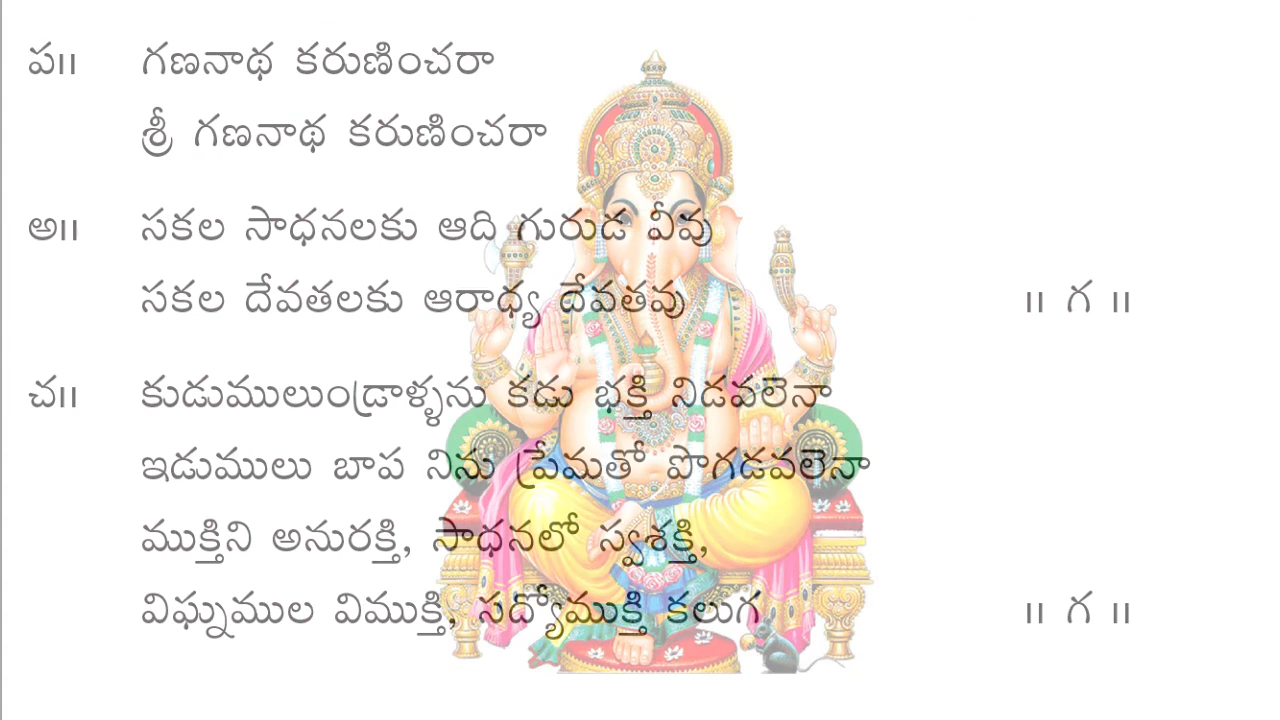 ప॥ గణనాథ కరుణించరా
శ్రీ గణనాథ కరుణించరా
అ॥ సకల సాధనలకు ఆది గురుడ వీవు
సకల దేవతలకు ఆరాధ్య దేవతవు ॥ గ ॥
చ॥ కుడుములుండ్రాళ్ళను కడు భక్తి నిడవలెనా
ఇడుములు బాప నిను ప్రేమతో పొగడవలెనా
ముక్తిని అనురక్తి, సాధనలో స్వశక్తి,
విఘ్నముల విముక్తి, సద్యోముక్తి కలుగ ॥ గ ॥